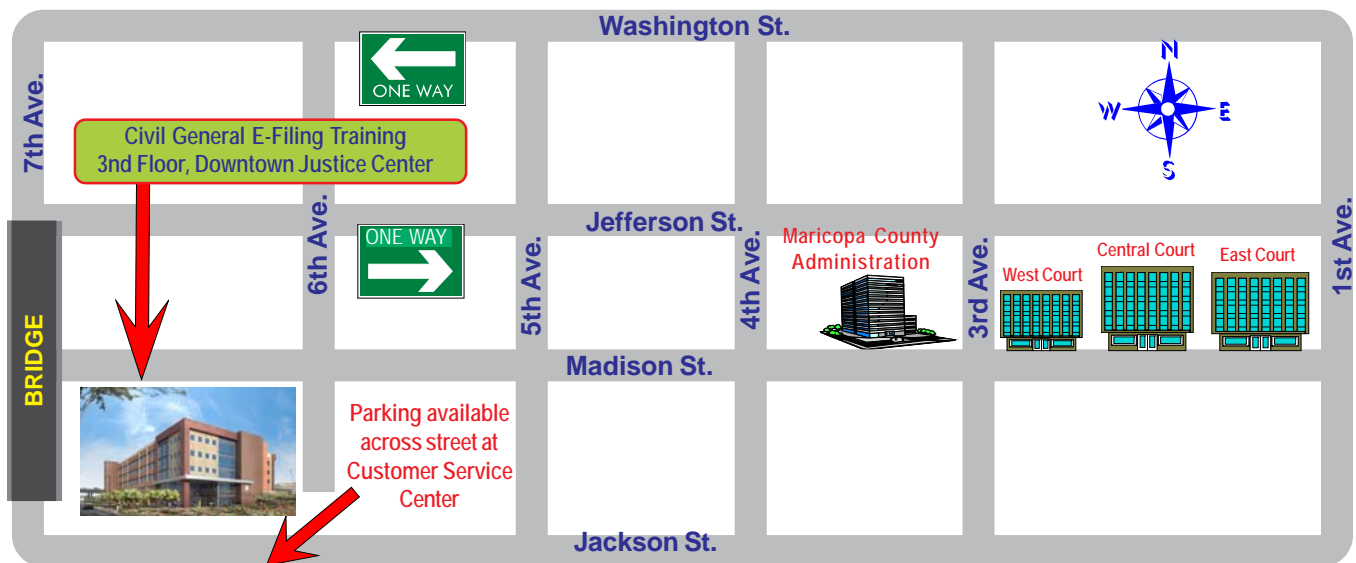 Washington St.
ONE WAY
N
W
E
S
7th Ave.
Civil General E-Filing Training
3nd Floor, Downtown Justice Center
6th Ave.
Jefferson St.
ONE WAY
5th Ave.
4th Ave.
Maricopa County
Administration
3rd Ave.
West Court
Central Court
East Court
1st Ave.
BRIDGE
Madison St.
Parking available
across street at
Customer Service
Center
Jackson St.